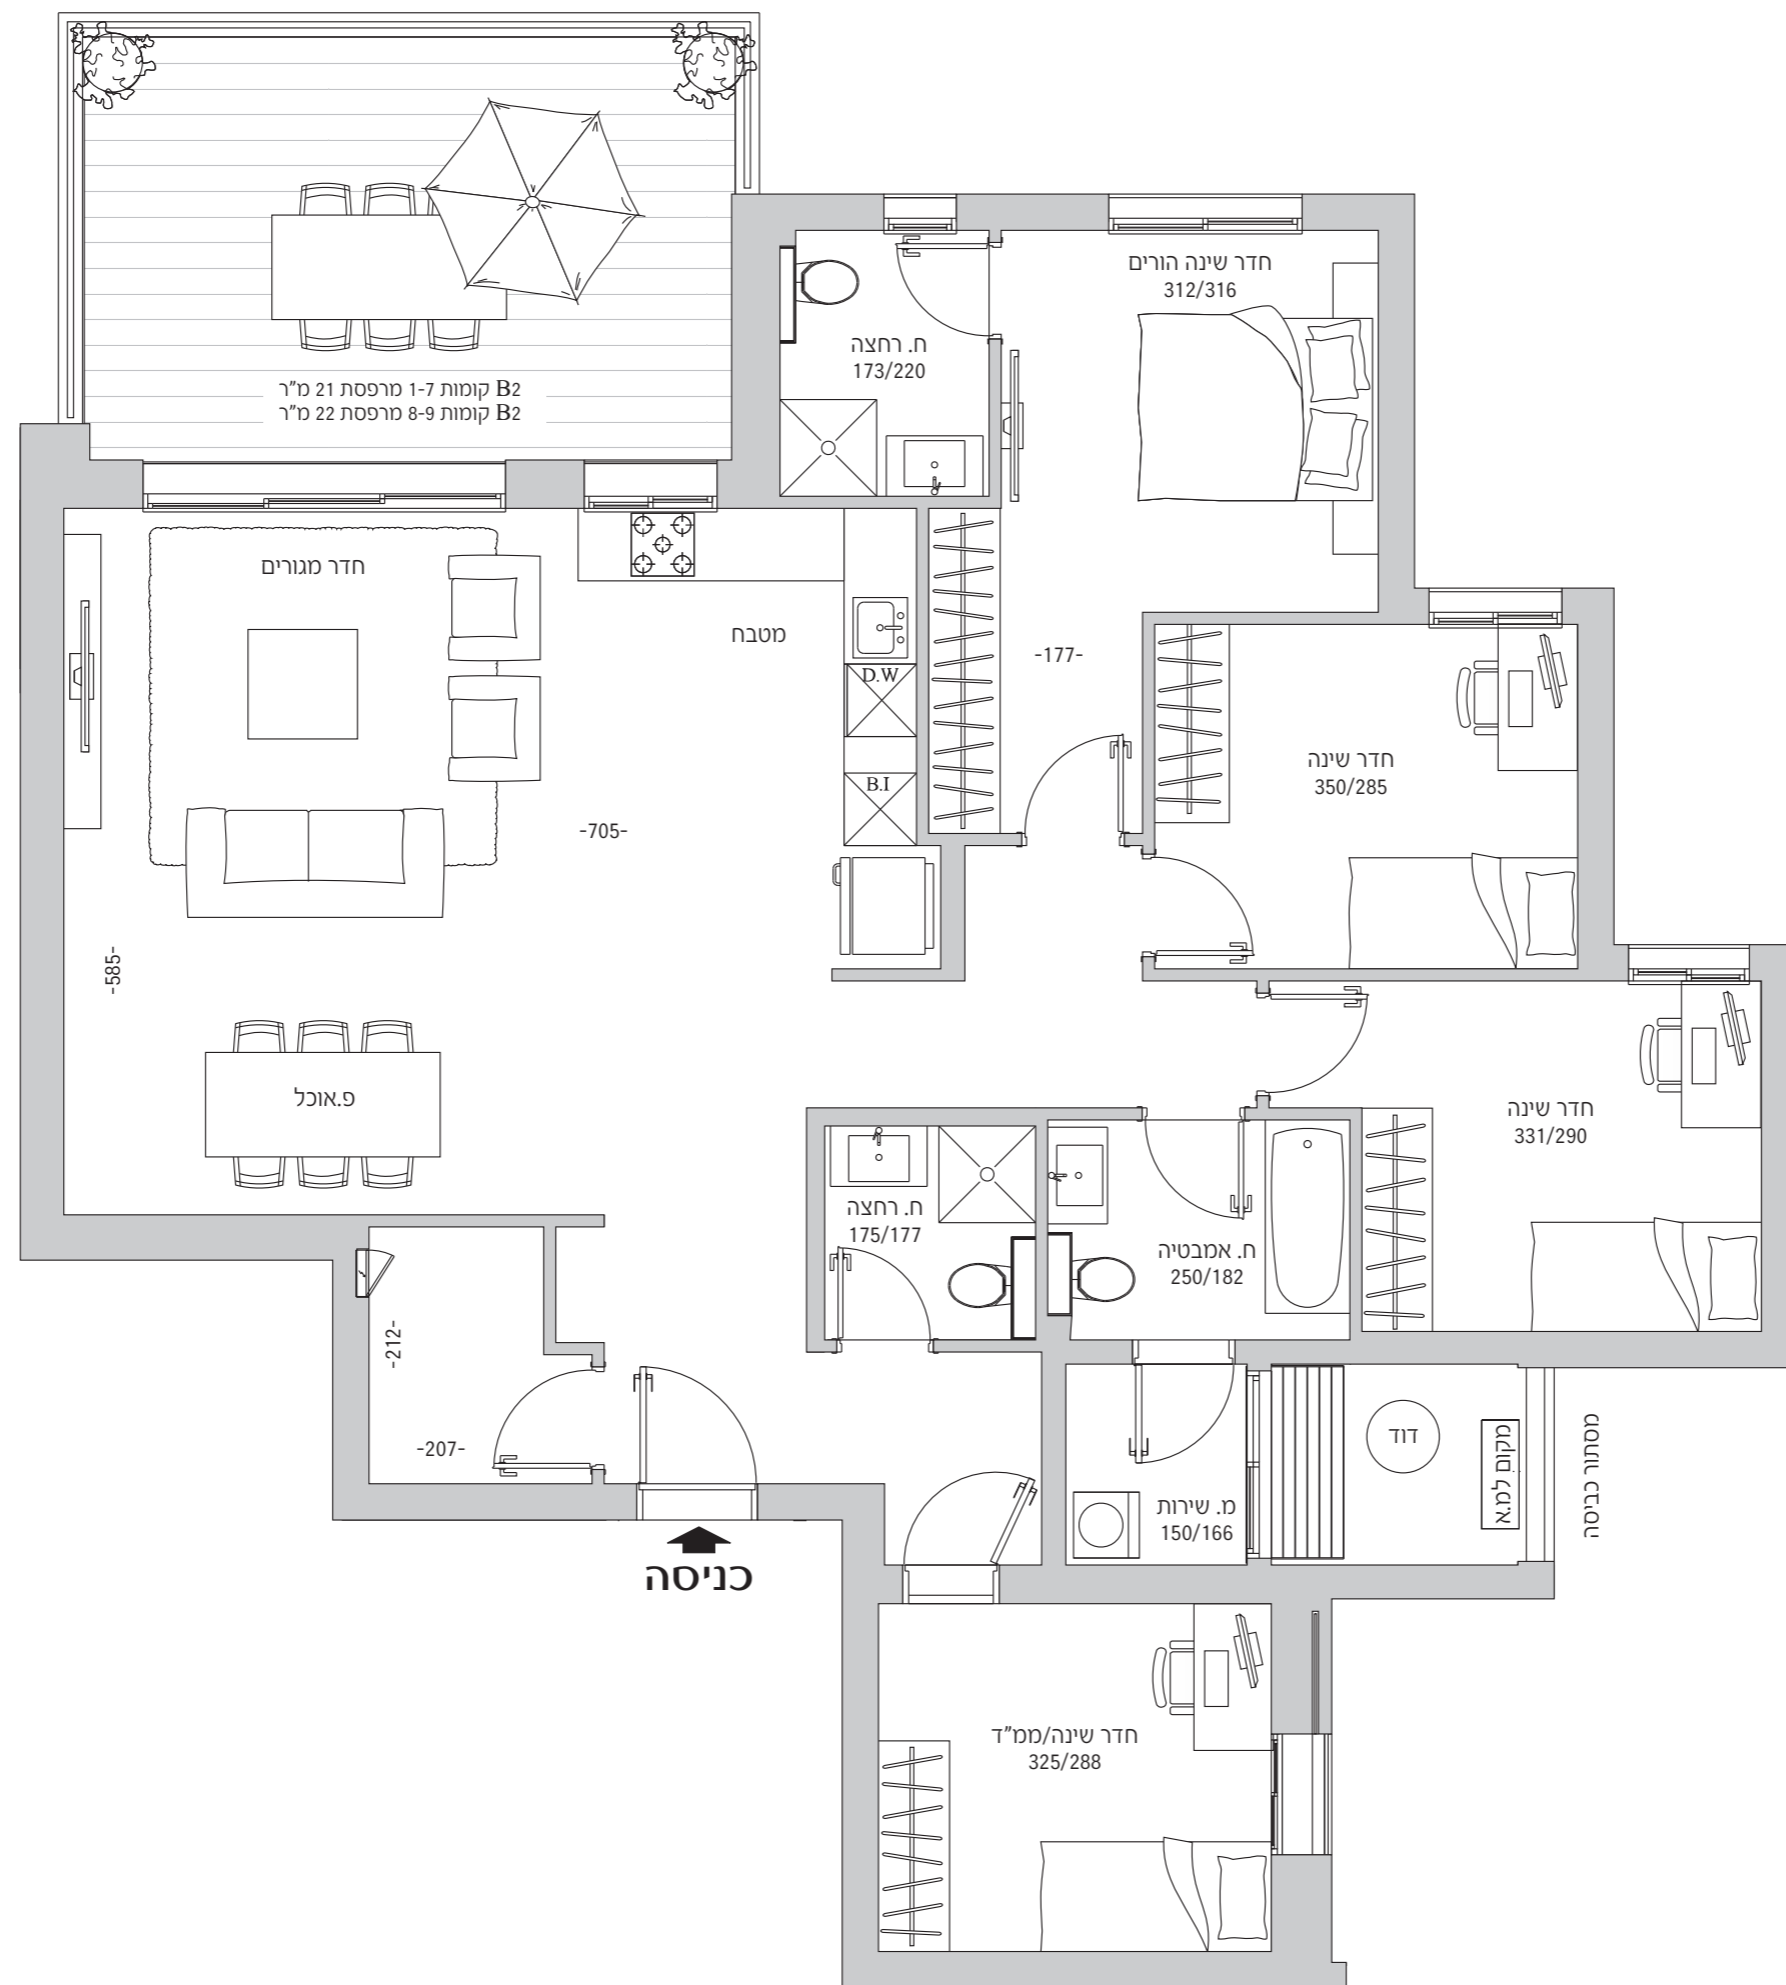 B2 קומות 1-7 מרפסת 21 מ"ר
B2 קומות 8-9 מרפסת 22 מ"ר
חדר שינה הורים
312/316
ח. רחצה
173/220
חדר מגורים
מטבח
-177-
D.W
B.I
חדר שינה
350/285
-705-
-585-
פ.אוכל
חדר שינה
331/290
ח. רחצה
175/177
ח. אמבטיה
250/182
-212-
-207-
דוד
מקום למ.א
מסתור כביסה
מ. שירות
150/166
כניסה
חדר שינה/ממ"ד
325/288